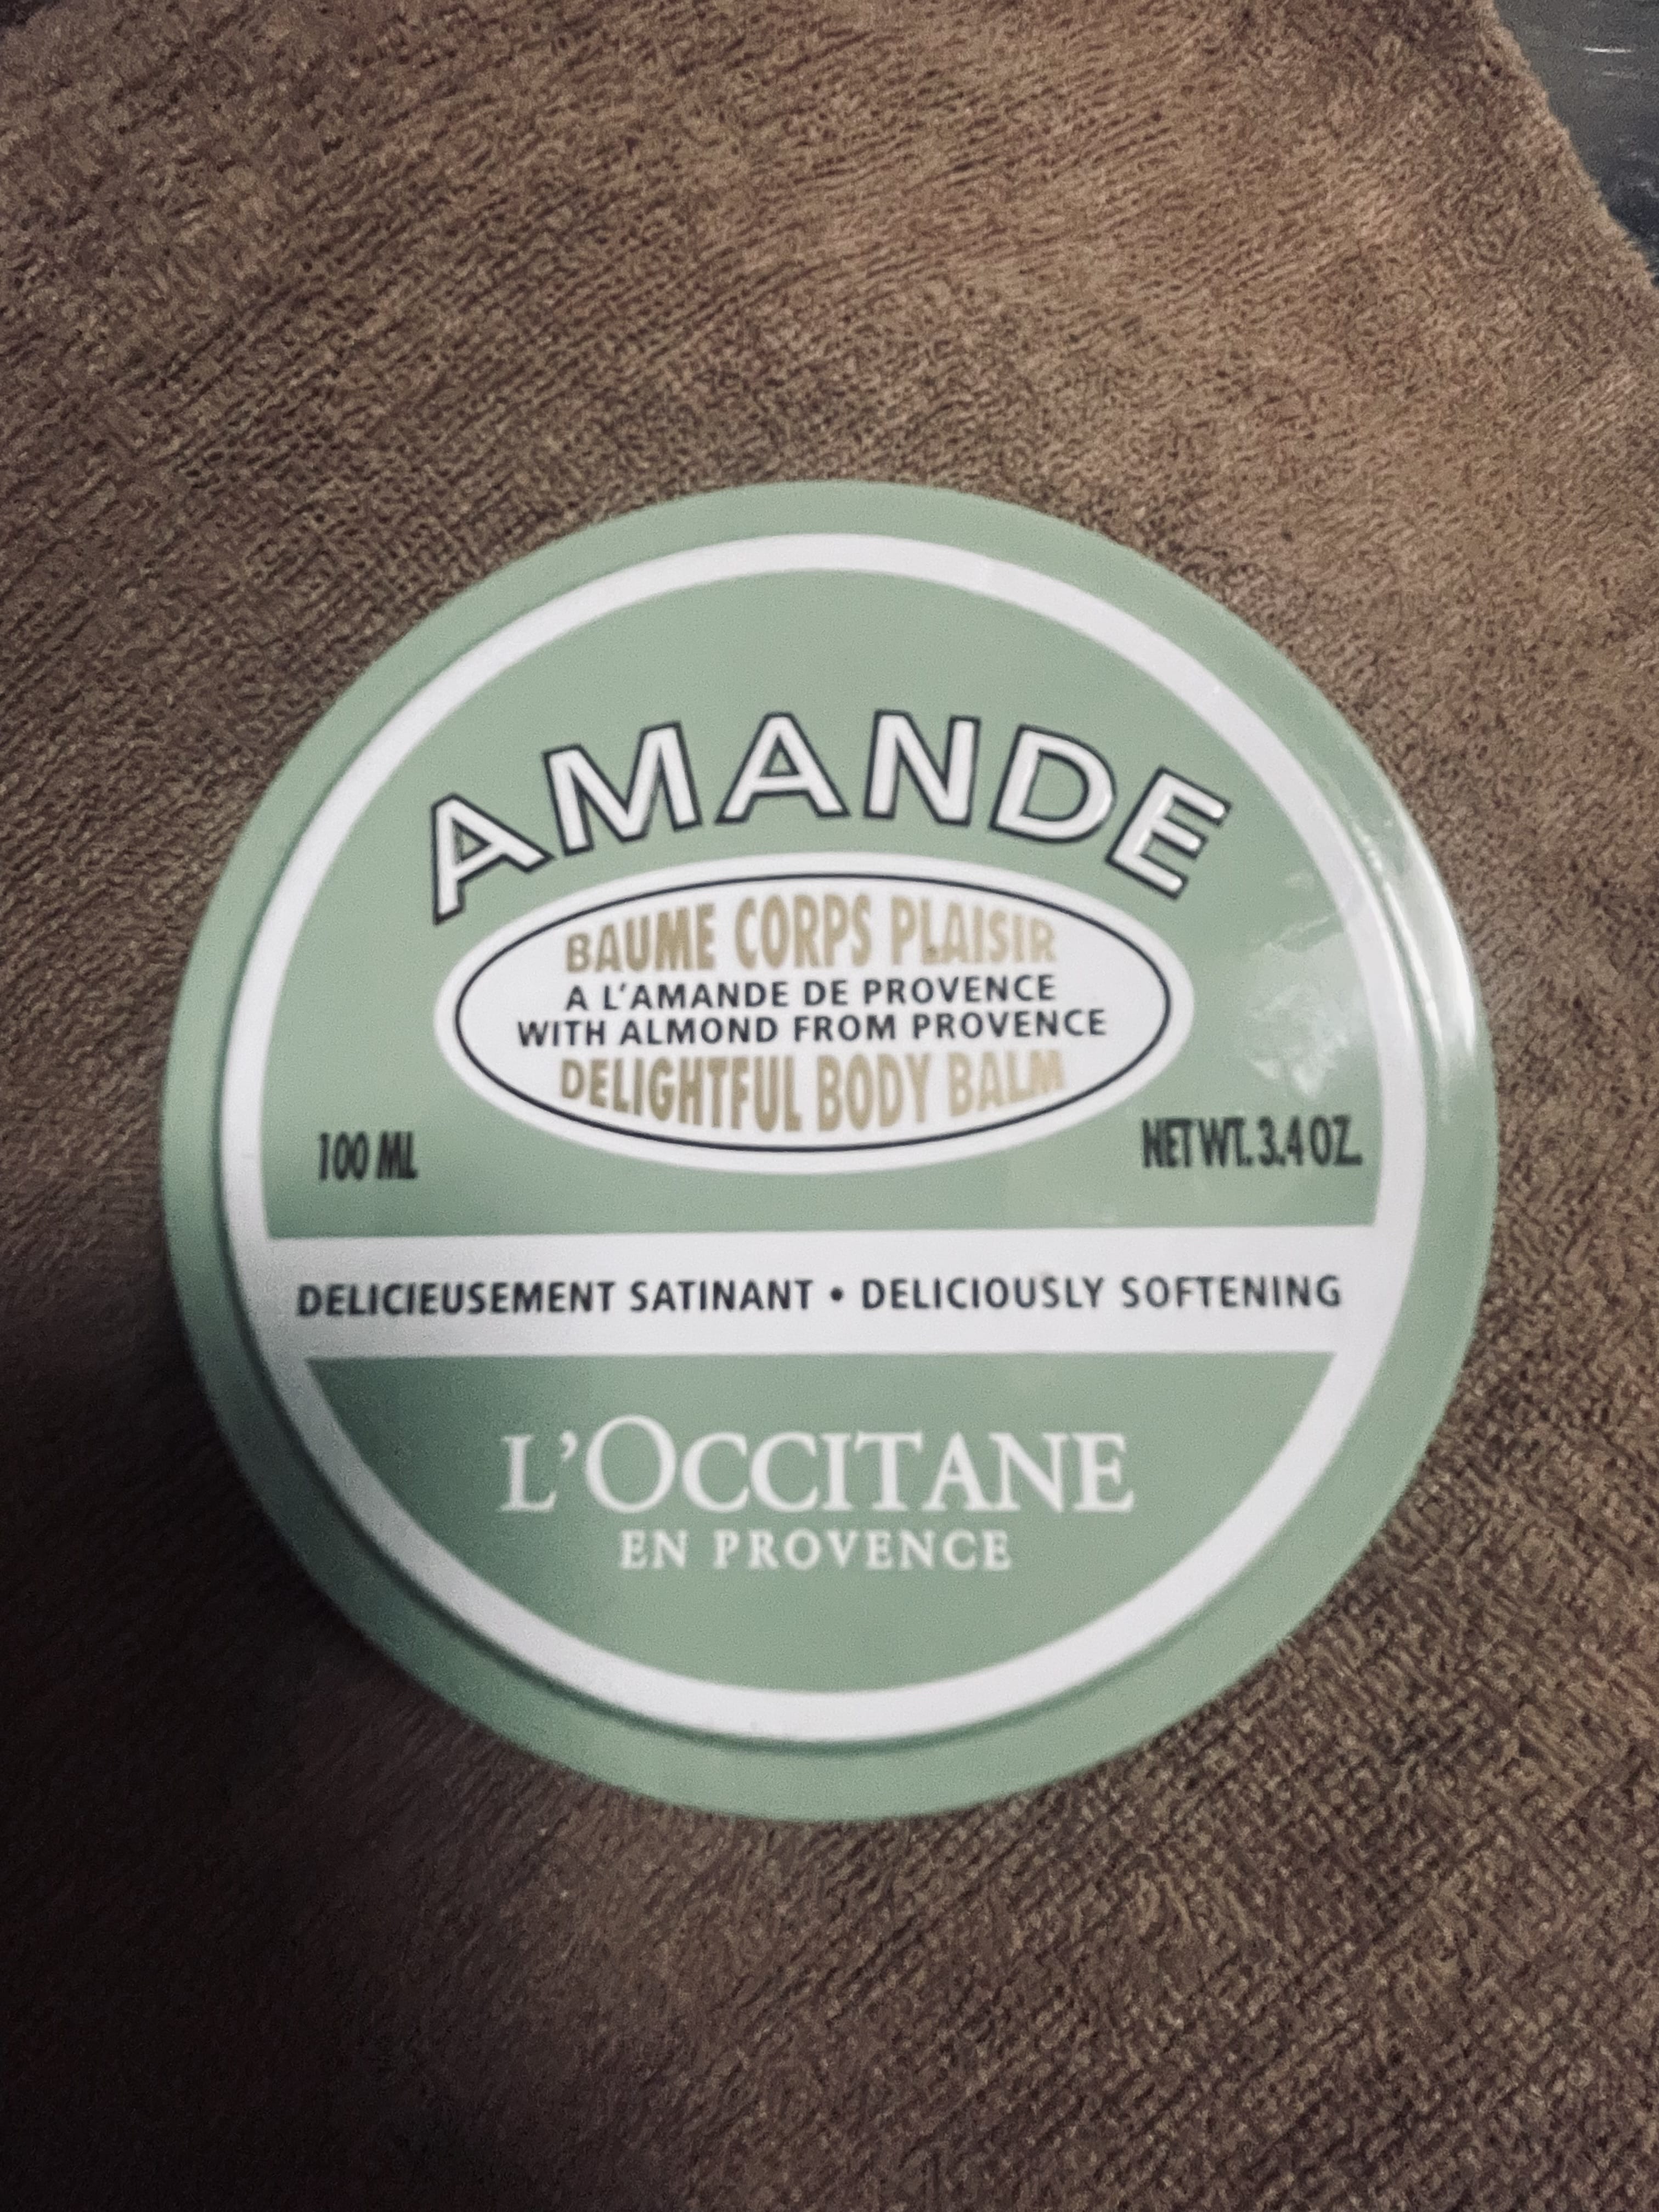 AMANDE
BAUME CORPS PLAISIR
A L'AMANDE DE PROVENCE
WITH ALMOND FROM PROVENCE
DELIGHTFUL BODY BALM
100 ML
NET WT. 3.4 OZ.
DELICIEUSEMENT SATINANT • DELICIOUSLY SOFTENING
L'OCCITANE
EN PROVENCE